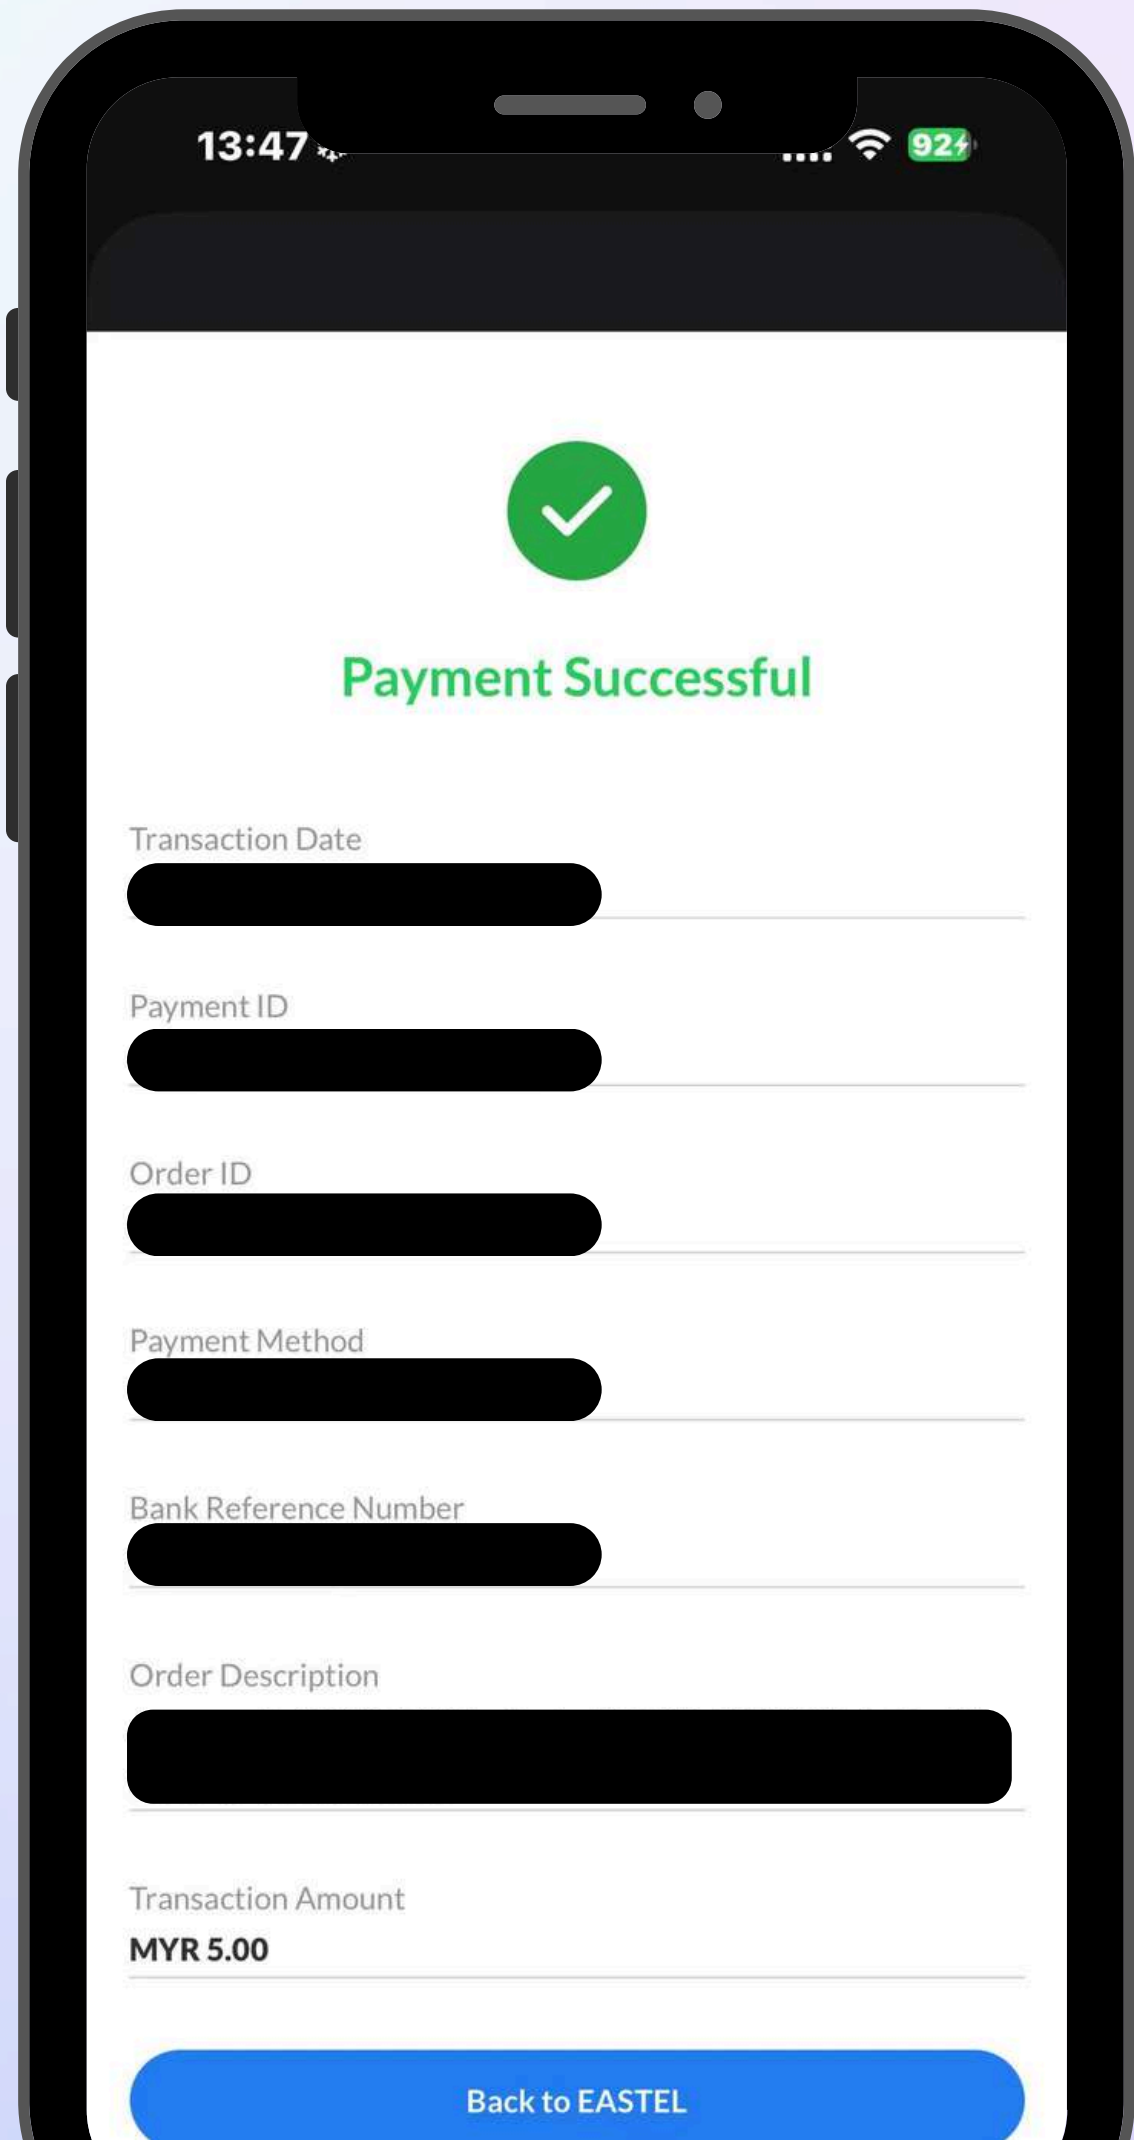 13:47
92
Payment Successful
Transaction Date
Payment ID
Order ID
Payment Method
Bank Reference Number
Order Description
Transaction Amount
MYR 5.00
Back to EASTEL